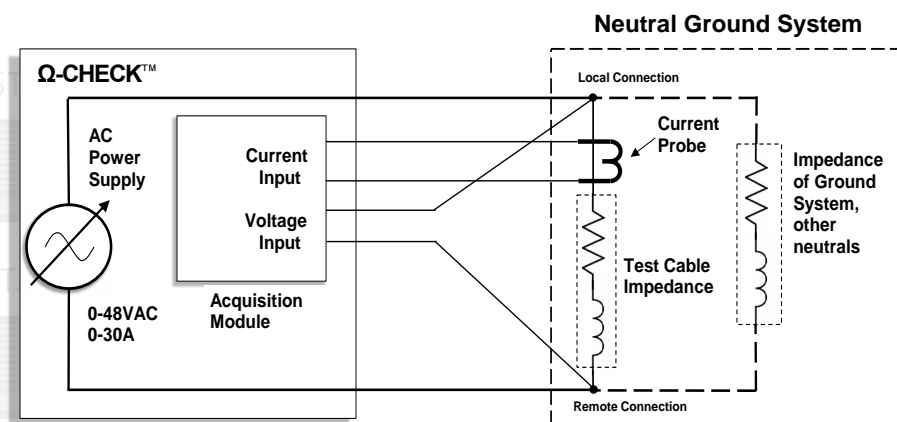 Neutral Ground System
Ω-CHECK™
Local Connection
AC
Power
Supply
Current
Input
Voltage
Input
Current
Probe
Impedance
of Ground
System,
other
neutrals
Test Cable
Impedance
Acquisition
Module
0-48VAC
0-30A
Remote Connection